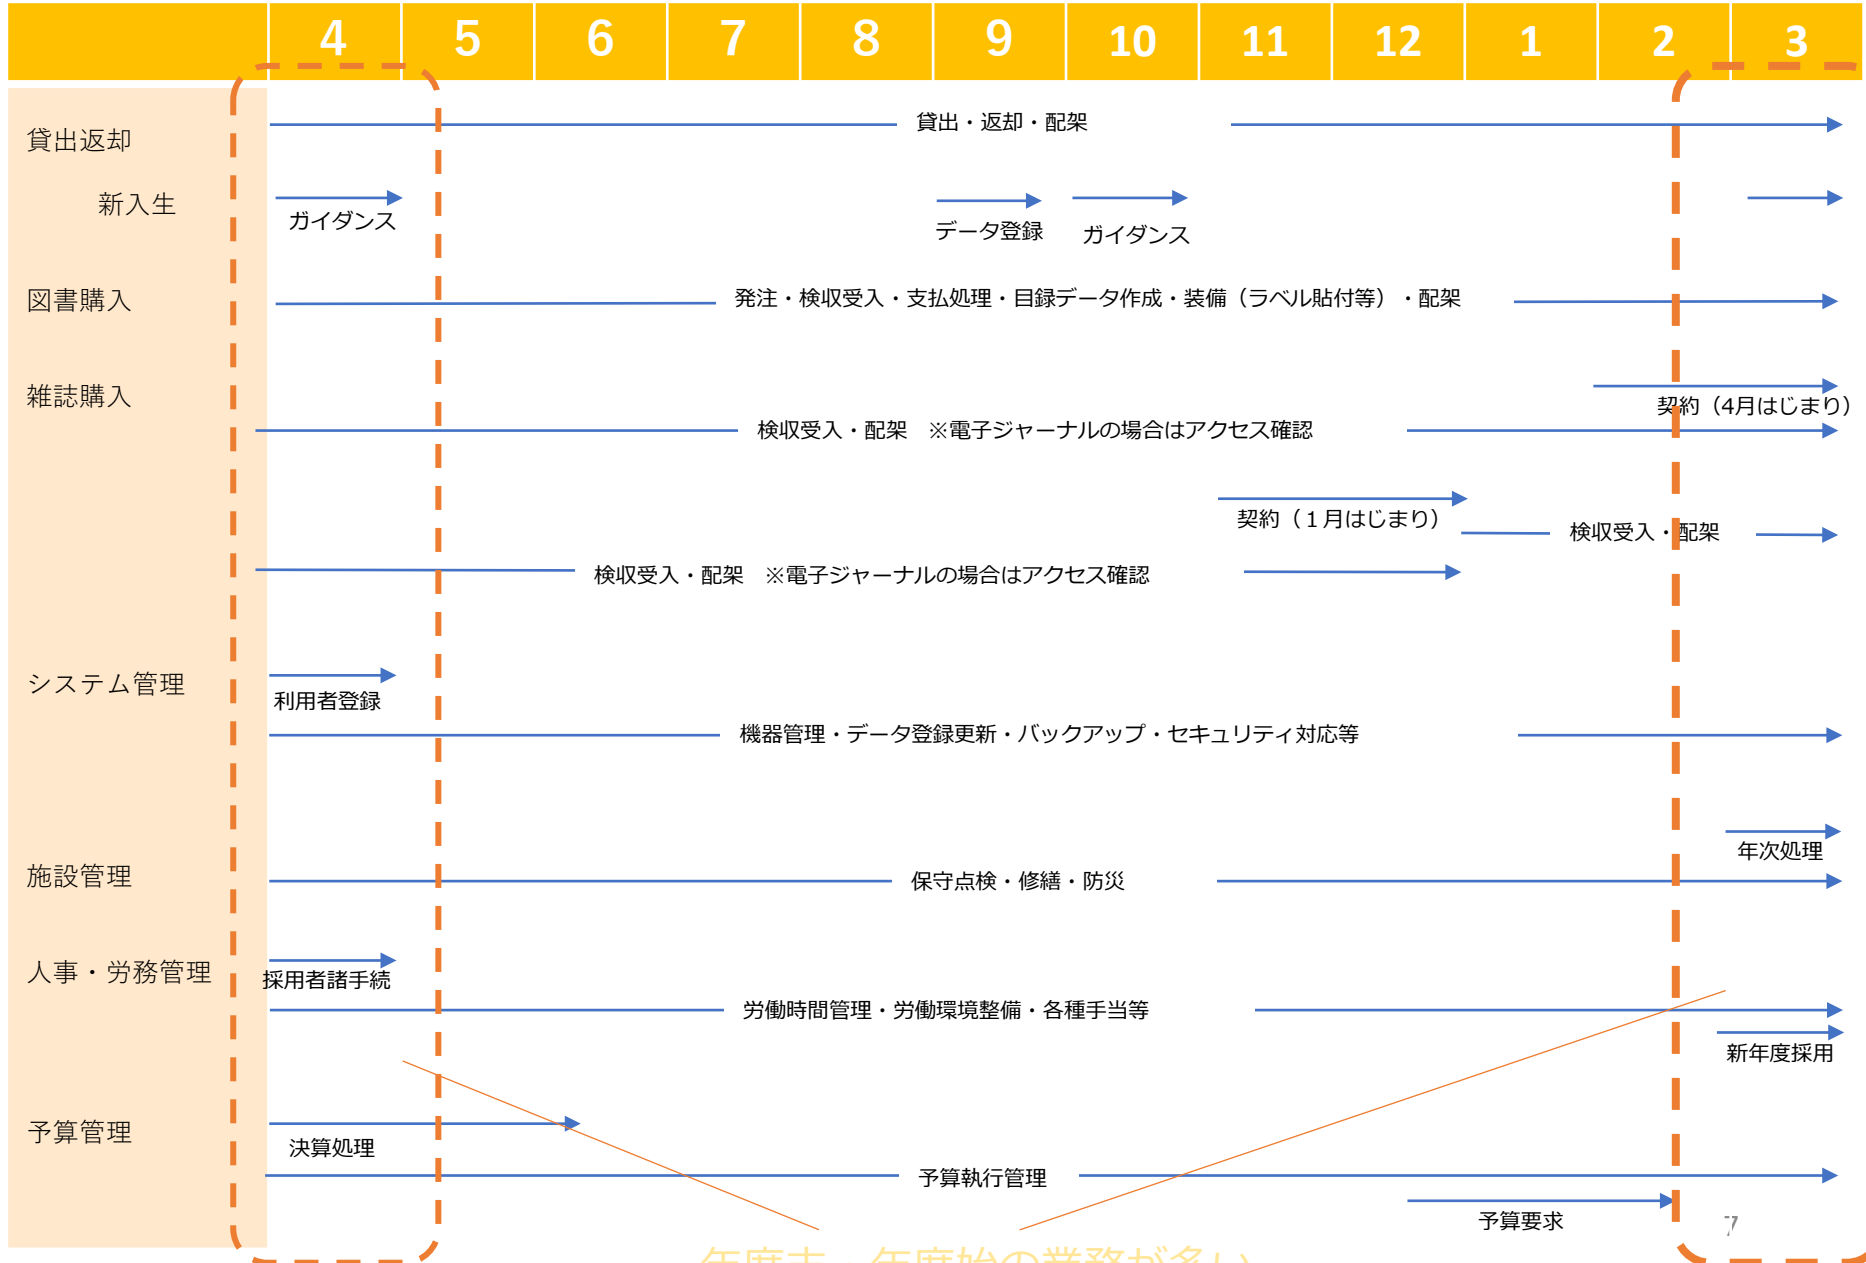 4 5 6 7 8 9 10 11 12 1 2 3
貸出返却
貸出・返却・配架
新入生
ガイダンス
データ登録
ガイダンス
図書購入
発注・検収受入・支払処理・目録データ作成・装備（ラベル貼付等）・配架
雑誌購入
契約（4月はじまり）
検収受入・配架　※電子ジャーナルの場合はアクセス確認
契約（１月はじまり）
検収受入・配架
検収受入・配架　※電子ジャーナルの場合はアクセス確認
システム管理
利用者登録
機器管理・データ登録更新・バックアップ・セキュリティ対応等
年次処理
施設管理
保守点検・修繕・防災
人事・労務管理
採用者諸手続
労働時間管理・労働環境整備・各種手当等
新年度採用
予算管理
決算処理
予算執行管理
予算要求
7
年度末、年度始の業務が多い